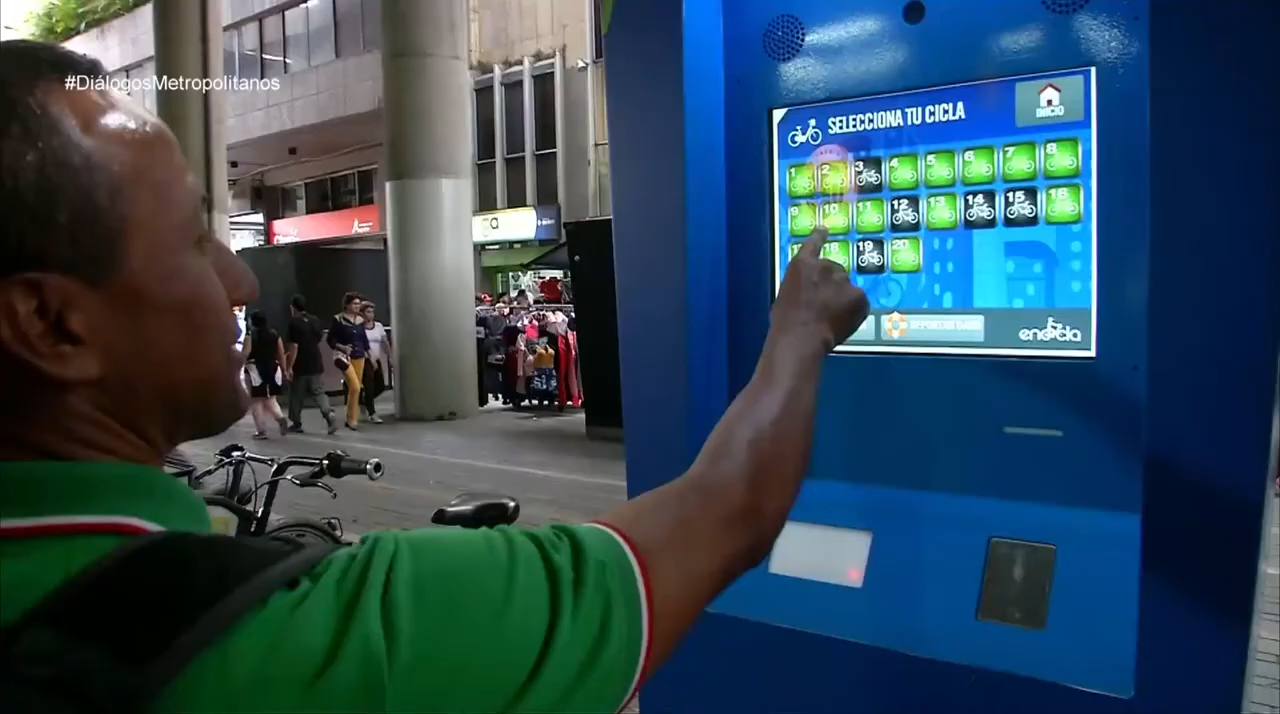 #DiálogosMetropolitanos
SELECCIONA TU CICLA
INICIO
1 2 3 4 5 6 7 8
9 10 11 12 13 14 15 16
18 19 20
encicla